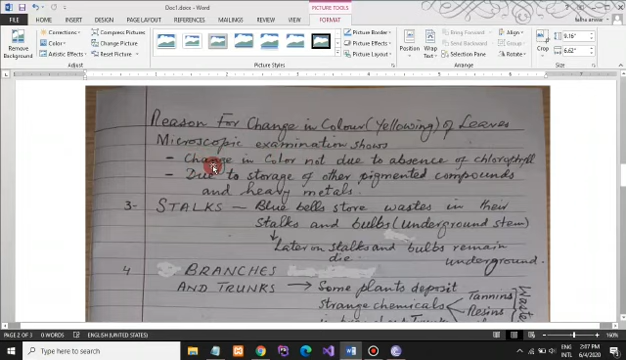 Doc1.docx - Word
PICTURE TOOLS
FILE HOME INSERT DESIGN PAGE LAYOUT REFERENCES MAILINGS REVIEW VIEW FORMAT
Remove Background
Corrections
Color
Artistic Effects
Compress Pictures
Change Picture
Reset Picture
Adjust
Picture Styles
Picture Border
Picture Effects
Picture Layout
Position
Wrap Text
Bring Forward
Send Backward
Selection Pane
Align
Group
Rotate
Arrange
Crop
9.16"
6.62"
Size
Reason For Change in Colour (Yellowing) of Leaves
Microscopic examination shows
- Change in Color not due to absence of chlorophyll
- Due to storage of other pigmented compounds
and heavy metals.
3- STALKS – Blue bells store wastes in their
stalks and bulbs (underground stem)
↓ Later on stalks and bulbs remain
die. underground.
4 BRANCHES
AND TRUNKS → Some plants deposit
strange chemicals < Tannins
Resins
Waste
PAGE 2 OF 3 0 WORDS ENGLISH (UNITED STATES)
Type here to search
ENG
INTL
2:07 PM
6/4/2020